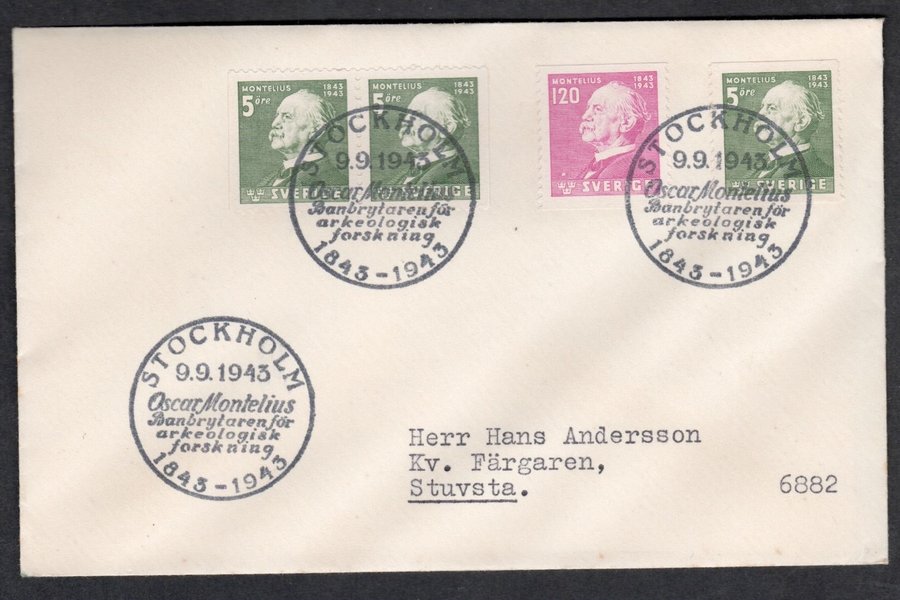 MONTELIUS 1843 1943
5 öre
SVERIGE
MONTELIUS 1843 1943
5 öre
SVERIGE
MONTELIUS 1843 1943
120
SVERIGE
MONTELIUS 1843 1943
5 öre
SVERIGE
STOCKHOLM
9.9.1943
Oscar Montelius
Banbrytaren för
arkeologisk
forskning
1843-1943
STOCKHOLM
9.9.1943
Oscar Montelius
Banbrytaren för
arkeologisk
forskning
1843-1943
STOCKHOLM
9.9.1943
Oscar Montelius
Banbrytaren för
arkeologisk
forskning
1843-1943
Herr Hans Andersson
Kv. Färgaren,
Stuvsta.
6882